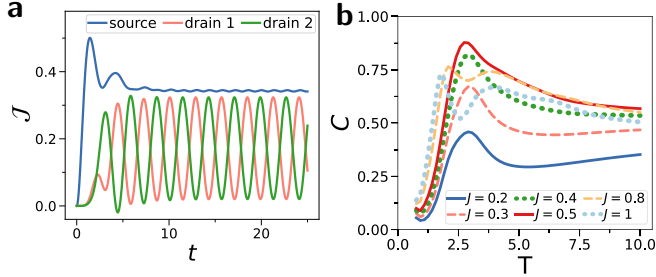 a
source drain 1 drain 2
0.4
0.2
0.0
𝒥
0 10 20
t
b
1.00
0.75
0.50
0.25
0.00
C
J = 0.2 J = 0.4 J = 0.8
J = 0.3 J = 0.5 J = 1
0.0 2.5 5.0 7.5 10.0
T